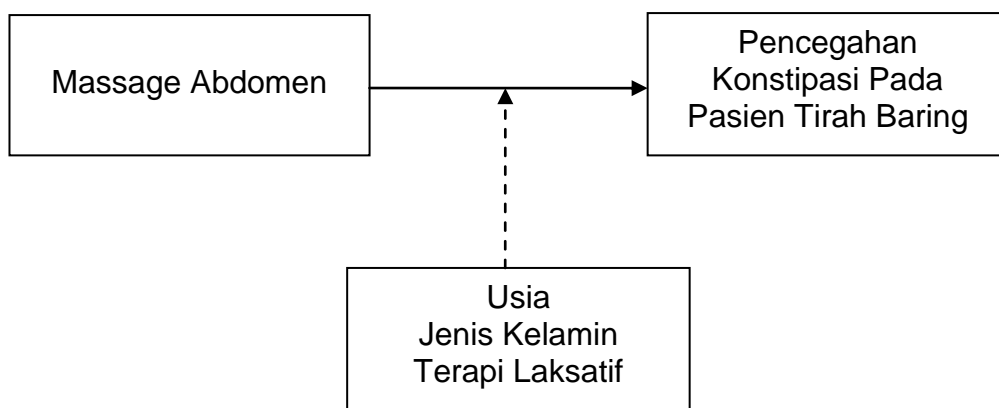 Massage Abdomen
Pencegahan
Konstipasi Pada
Pasien Tirah Baring
Usia
Jenis Kelamin
Terapi Laksatif